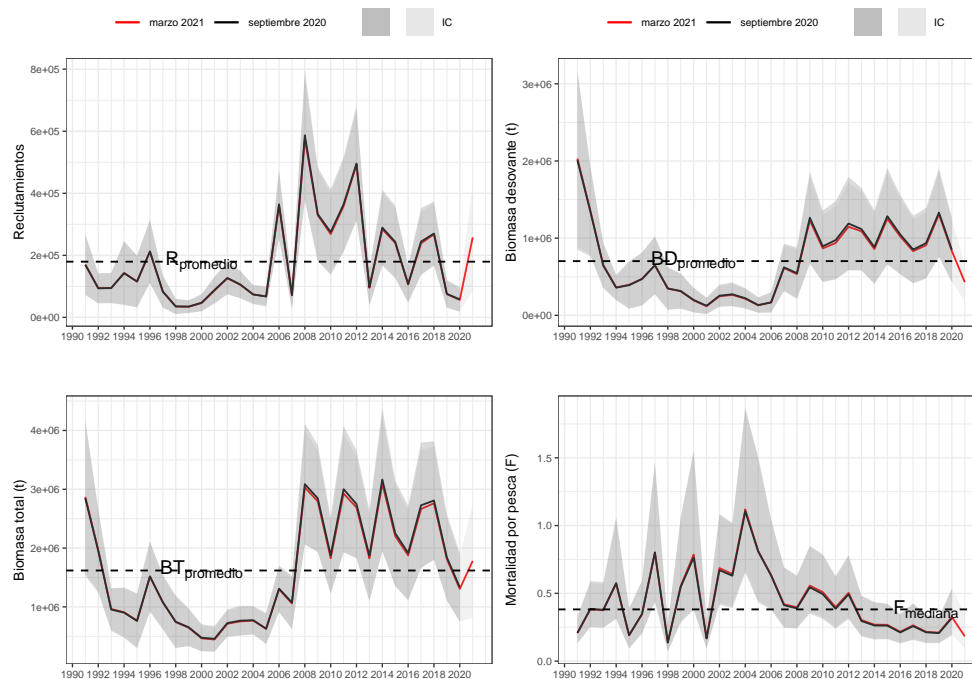 marzo 2021 septiembre 2020 IC
Reclutamientos
8e+05
6e+05
4e+05
2e+05
0e+00
R promedio
1990 1992 1994 1996 1998 2000 2002 2004 2006 2008 2010 2012 2014 2016 2018 2020
marzo 2021 septiembre 2020 IC
Biomasa desovante (t)
3e+06
2e+06
1e+06
0e+00
BD promedio
1990 1992 1994 1996 1998 2000 2002 2004 2006 2008 2010 2012 2014 2016 2018 2020
Biomasa total (t)
4e+06
3e+06
2e+06
1e+06
BT promedio
1990 1992 1994 1996 1998 2000 2002 2004 2006 2008 2010 2012 2014 2016 2018 2020
Mortalidad por pesca (F)
1.5
1.0
0.5
0.0
F mediana
1990 1992 1994 1996 1998 2000 2002 2004 2006 2008 2010 2012 2014 2016 2018 2020